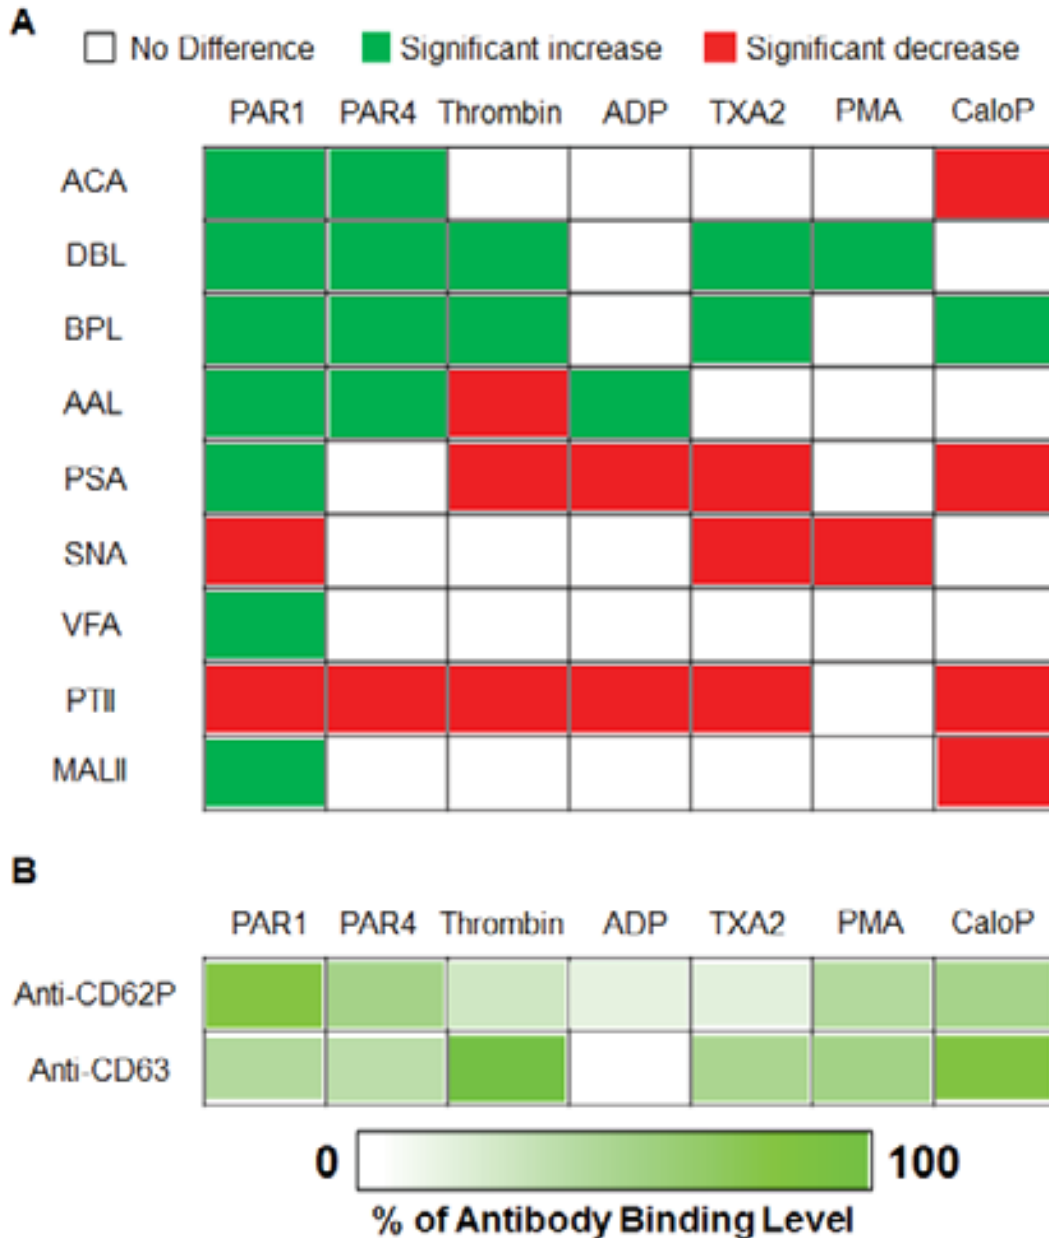 A
No Difference Significant increase Significant decrease
PAR1 PAR4 Thrombin ADP TXA2 PMA CaloP
ACA
DBL
BPL
AAL
PSA
SNA
VFA
PTII
MALII
B
PAR1 PAR4 Thrombin ADP TXA2 PMA CaloP
Anti-CD62P
Anti-CD63
0 100
% of Antibody Binding Level